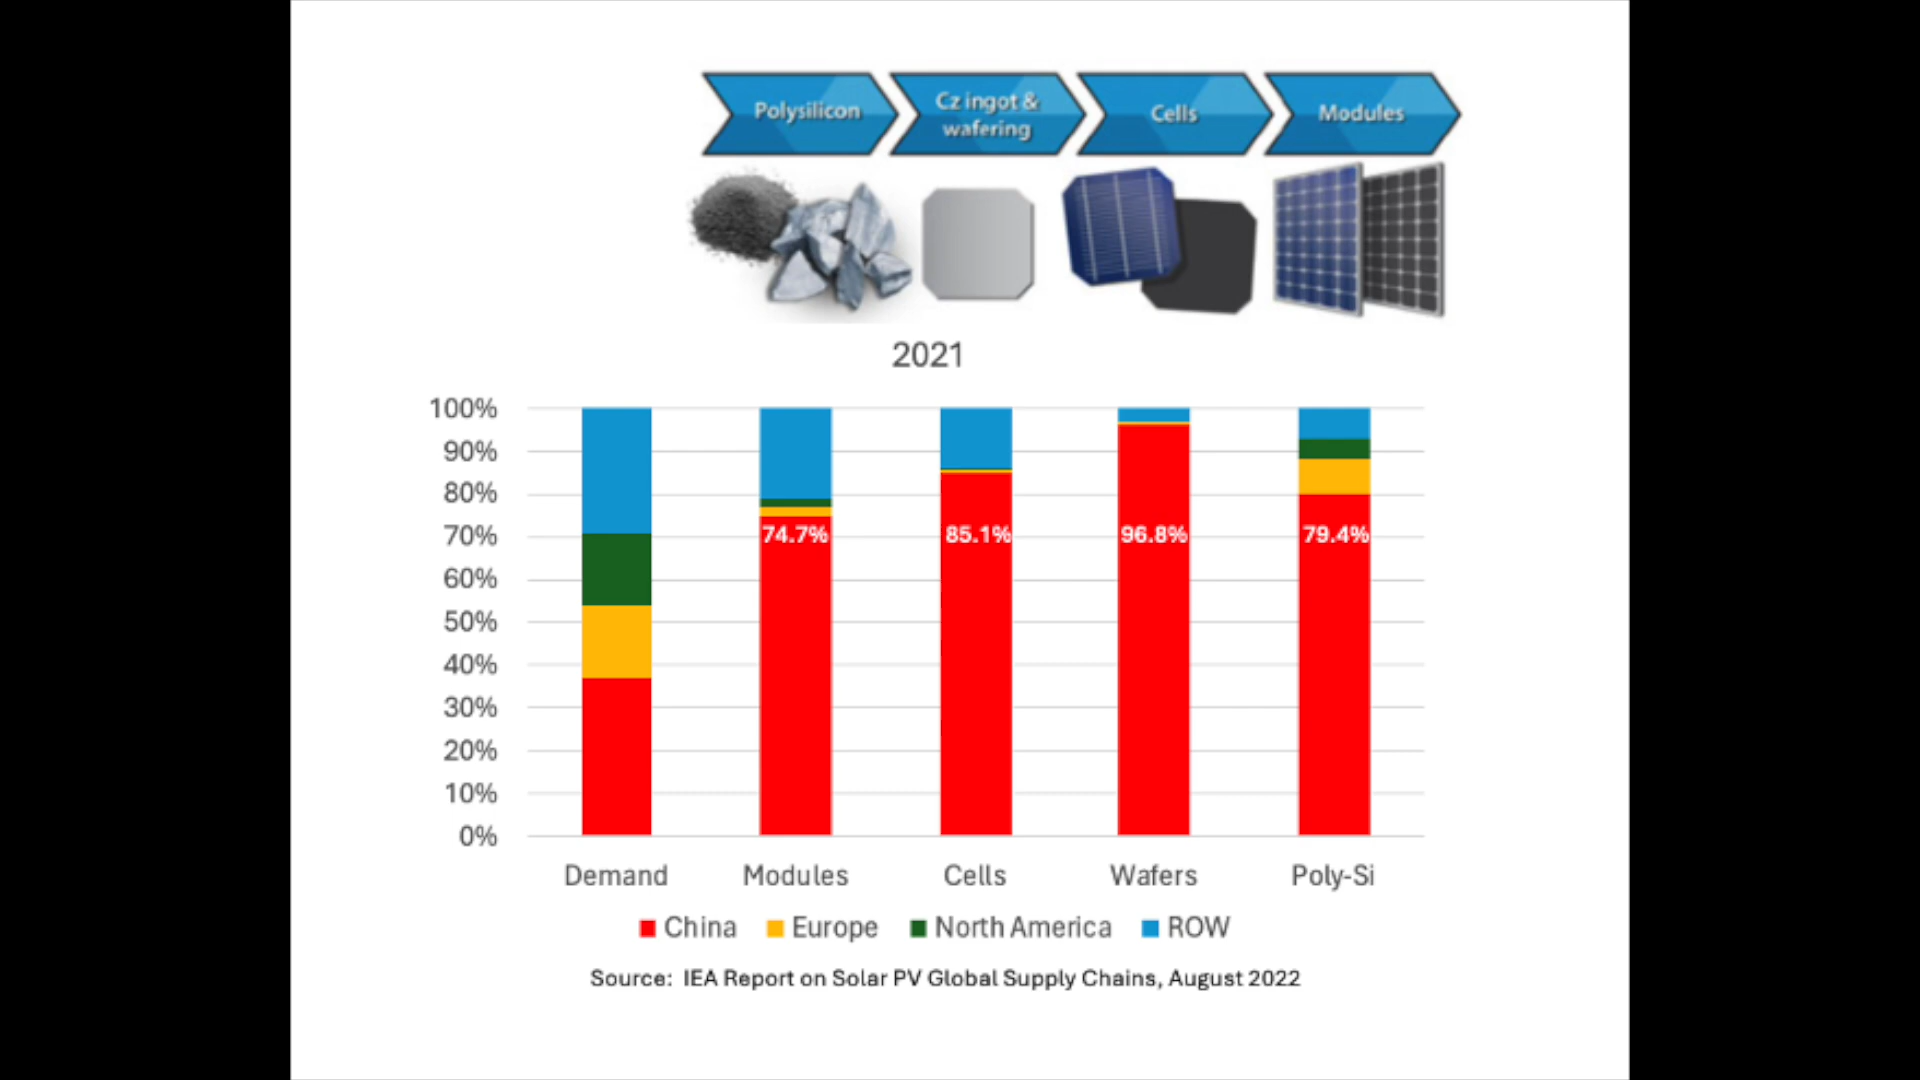 Polysilicon
Cz ingot &
wafering
Cells
Modules
2021
100%
90%
80%
70%
60%
50%
40%
30%
20%
10%
0%
74.7%
85.1%
96.8%
79.4%
Demand
Modules
Cells
Wafers
Poly-Si
China
Europe
North America
ROW
Source: IEA Report on Solar PV Global Supply Chains, August 2022